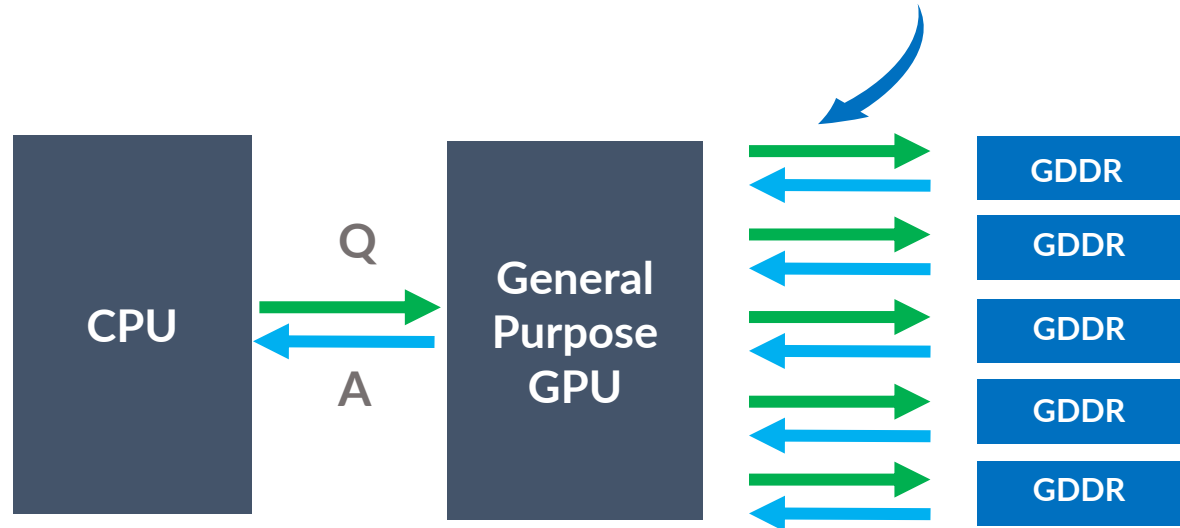 CPU
Q
A
General
Purpose
GPU
GDDR
GDDR
GDDR
GDDR
GDDR